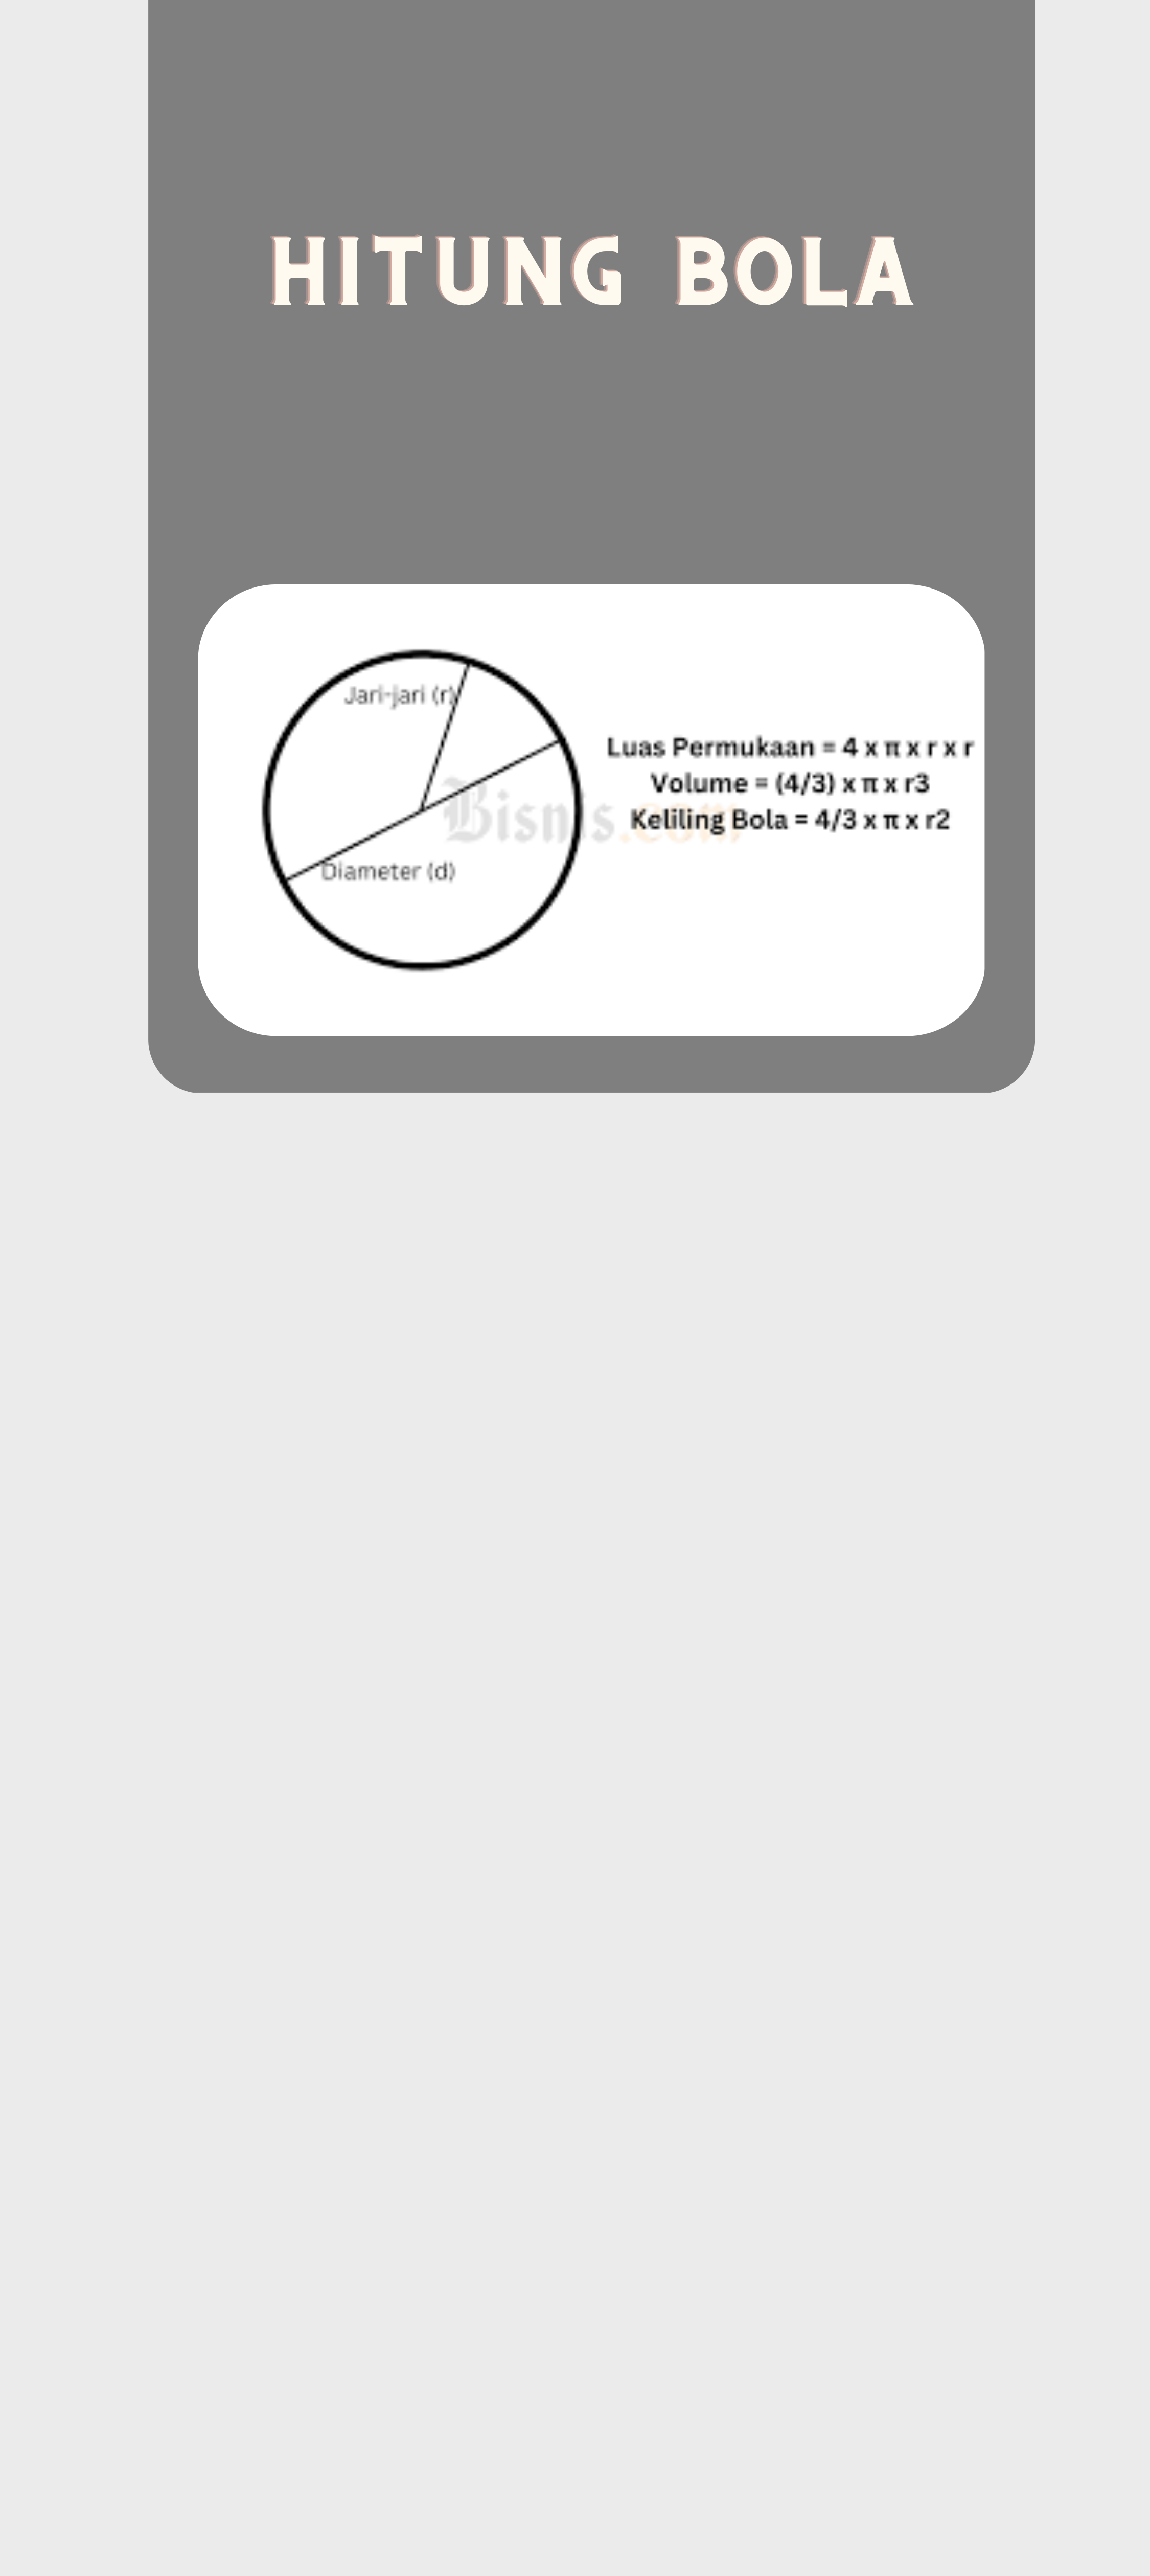 HITUNG BOLA
Jari-jari (r)
Luas Permukaan = 4 x π x r x r
Volume = (4/3) x π x r3
Keliling Bola = 4/3 x π x r2
Bisnis.com
Diameter (d)